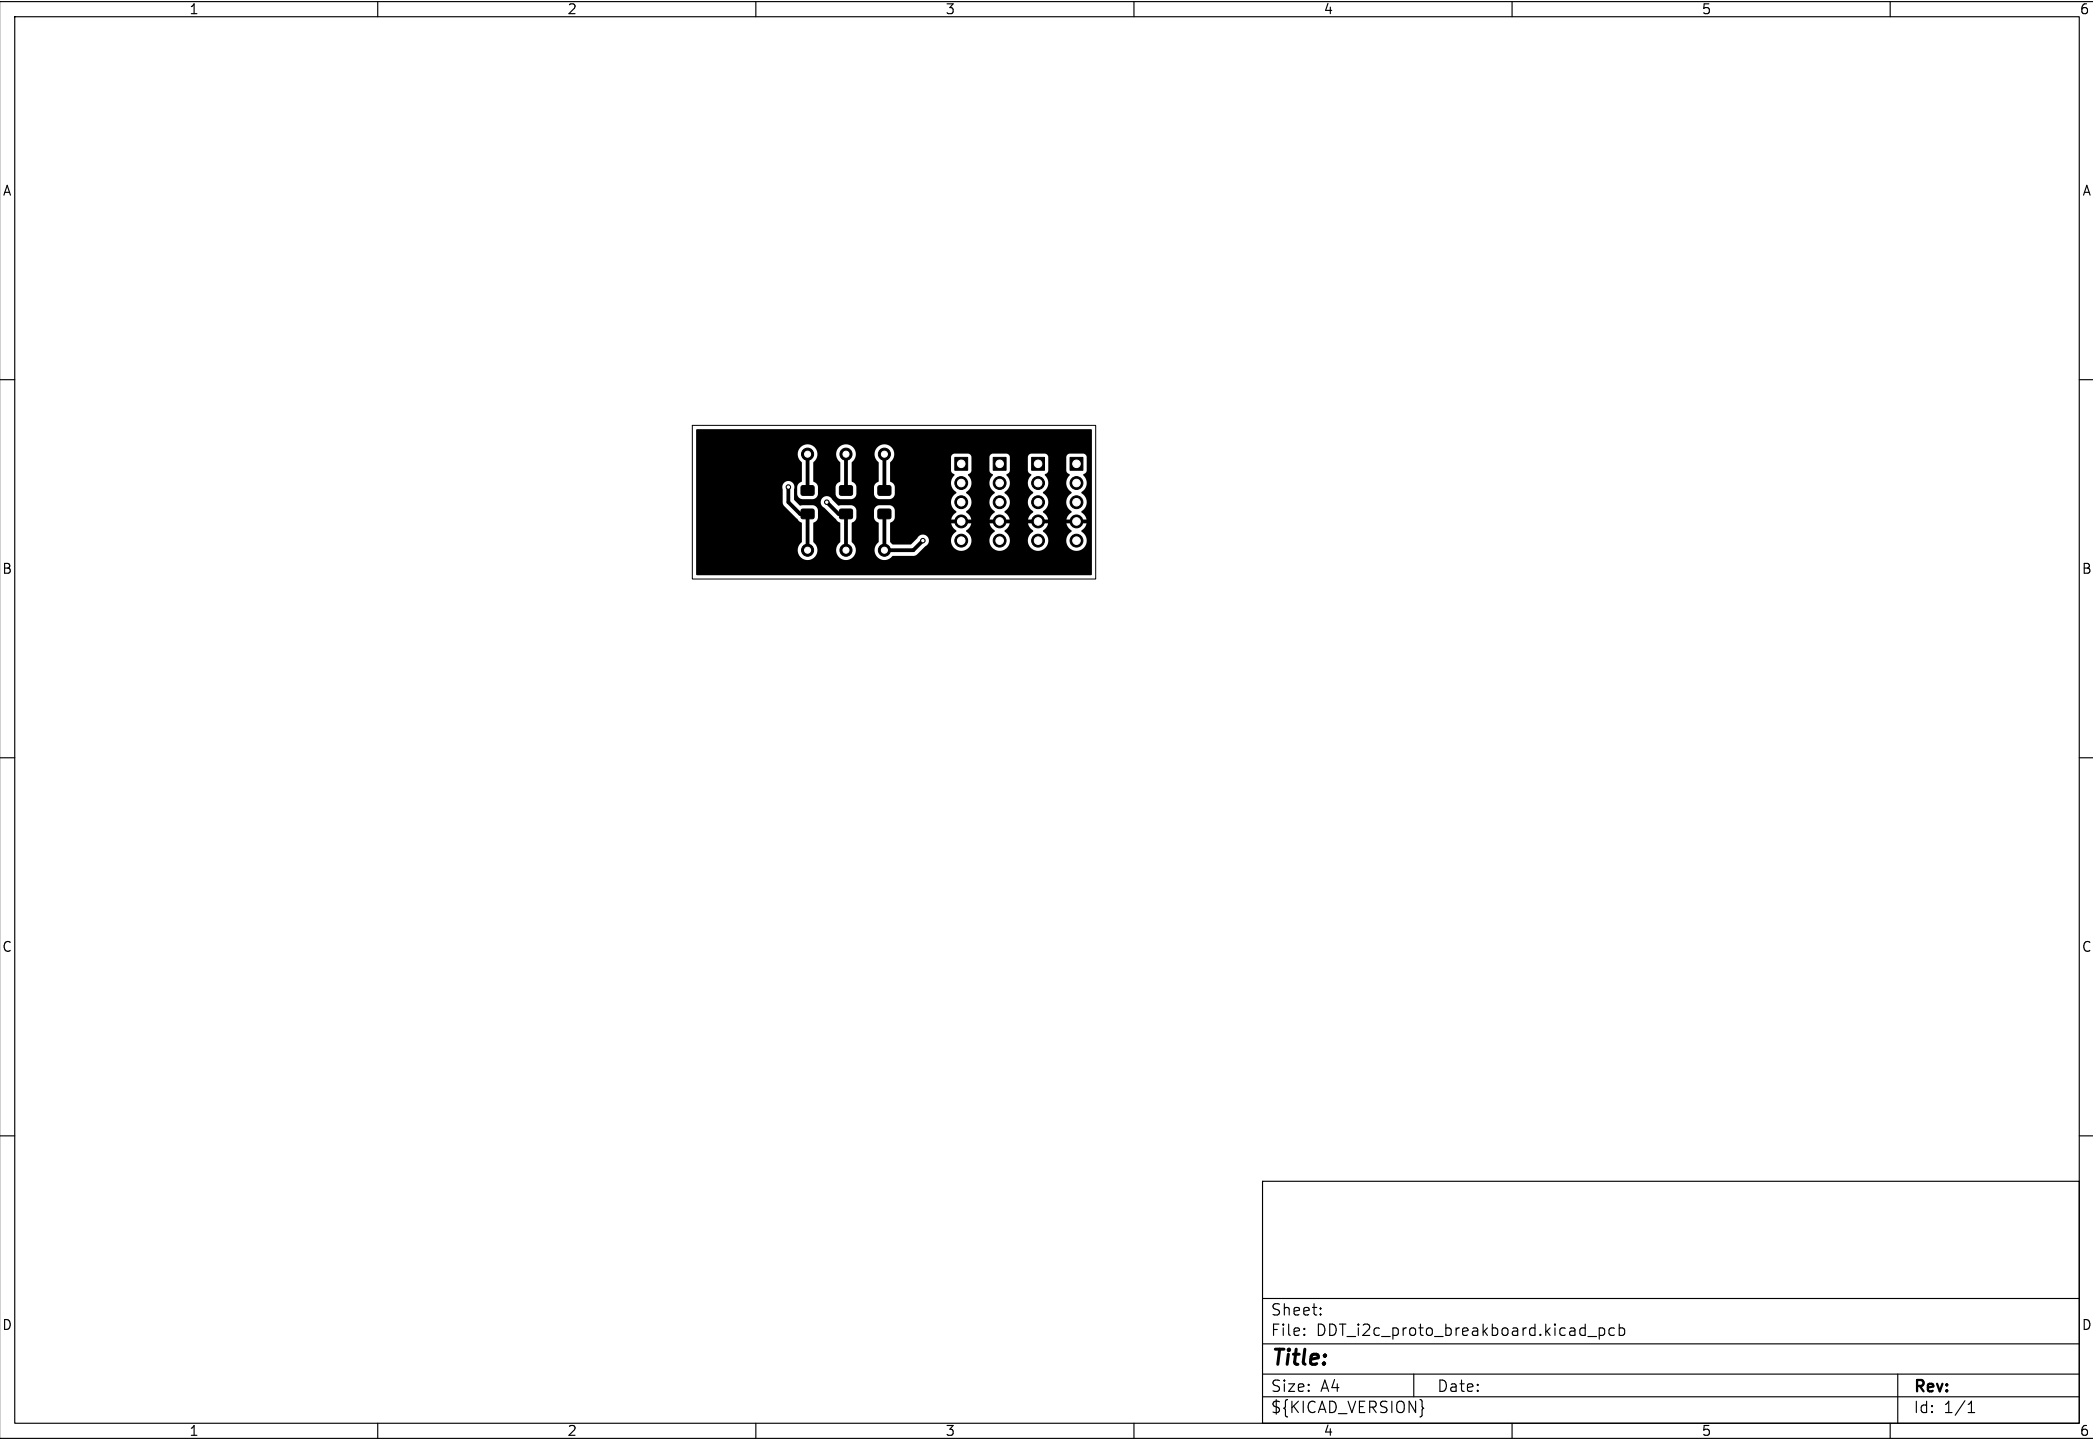 1 2 3 4 5 6
A A
B B
C C
Sheet:
File: DDT_i2c_proto_breakboard.kicad_pcb
D D
Title:
Size: A4 Date: Rev:
${KICAD_VERSION} Id: 1/1
1 2 3 4 5 6